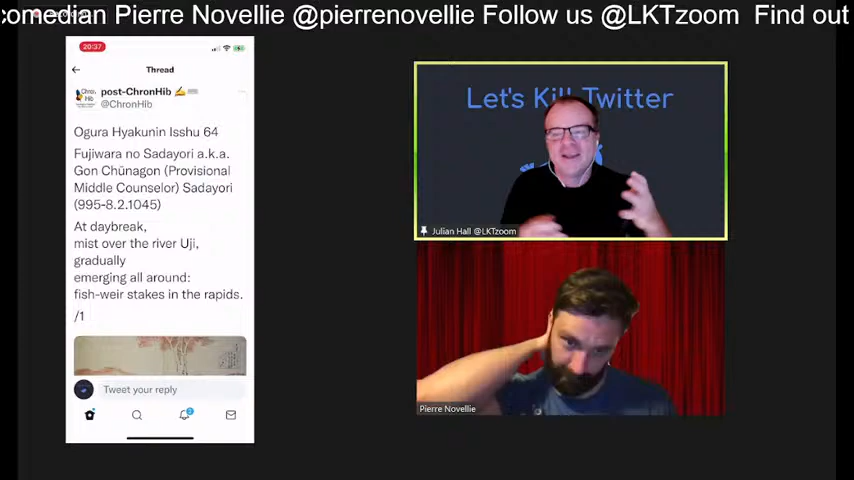 comedian Pierre Novellie @pierrenovellie Follow us @LKTzoom Find out
20:37
Thread
post-ChronHib
@ChronHib
Ogura Hyakunin Isshu 64
Fujiwara no Sadayori a.k.a.
Gon Chūnagon (Provisional
Middle Counselor) Sadayori
(995-8.2.1045)
At daybreak,
mist over the river Uji,
gradually
emerging all around:
fish-weir stakes in the rapids.
/1
Tweet your reply
Let's Kill Twitter
Julian Hall @LKTzoom
Pierre Novellie